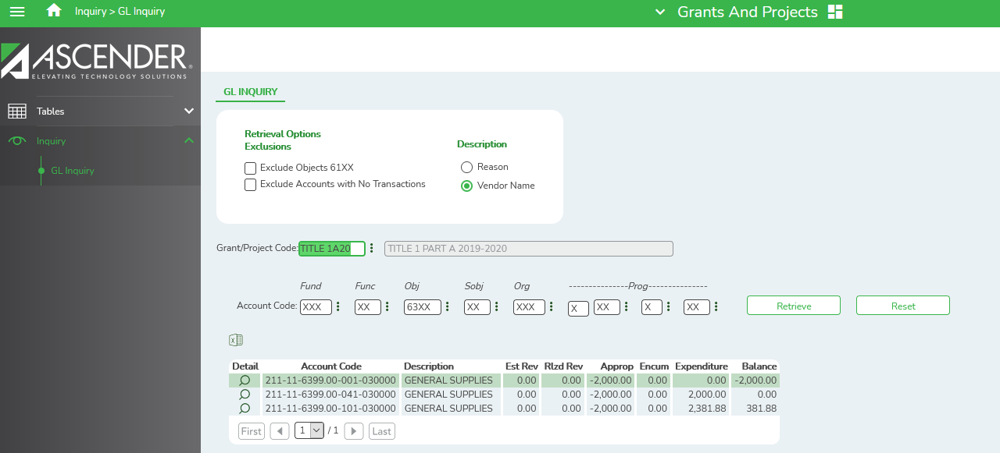 Inquiry > GL Inquiry
Grants And Projects
ASCENDER®
ELEVATING TECHNOLOGY SOLUTIONS
Tables
Inquiry
GL Inquiry
GL INQUIRY
Retrieval Options
Exclusions
Description
Exclude Objects 61XX
Reason
Exclude Accounts with No Transactions
Vendor Name
Grant/Project Code: TITLE 1A20 TITLE 1 PART A 2019-2020
Fund Func Obj Sobj Org ---------------Prog---------------
Account Code: XXX XX 63XX XX XXX X XX X XX Retrieve Reset
Detail Account Code Description Est Rev Rlzd Rev Approp Encum Expenditure Balance
211-11-6399.00-001-030000 GENERAL SUPPLIES 0.00 0.00 -2,000.00 0.00 0.00 -2,000.00
211-11-6399.00-041-030000 GENERAL SUPPLIES 0.00 0.00 -2,000.00 0.00 2,000.00 0.00
211-11-6399.00-101-030000 GENERAL SUPPLIES 0.00 0.00 -2,000.00 0.00 2,381.88 381.88
First 1 / 1 Last